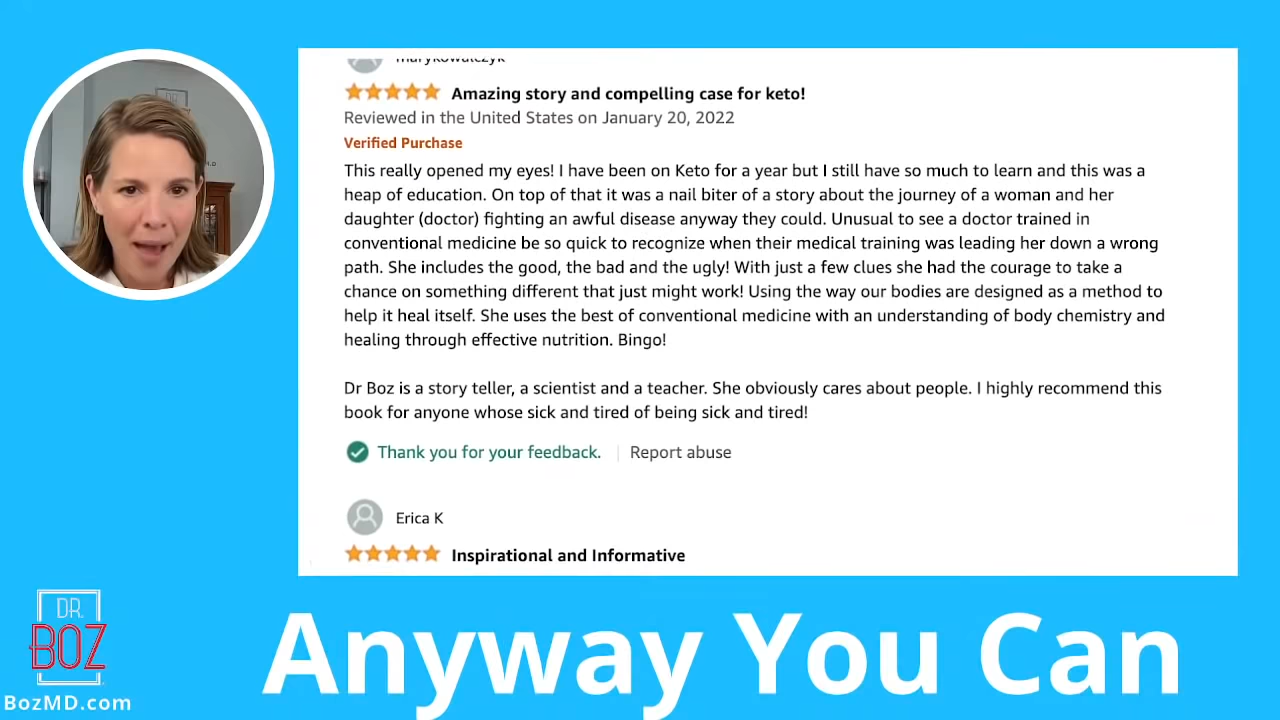 marykowalczyk
Amazing story and compelling case for keto!
Reviewed in the United States on January 20, 2022
Verified Purchase
This really opened my eyes! I have been on Keto for a year but I still have so much to learn and this was a
heap of education. On top of that it was a nail biter of a story about the journey of a woman and her
daughter (doctor) fighting an awful disease anyway they could. Unusual to see a doctor trained in
conventional medicine be so quick to recognize when their medical training was leading her down a wrong
path. She includes the good, the bad and the ugly! With just a few clues she had the courage to take a
chance on something different that just might work! Using the way our bodies are designed as a method to
help it heal itself. She uses the best of conventional medicine with an understanding of body chemistry and
healing through effective nutrition. Bingo!
Dr Boz is a story teller, a scientist and a teacher. She obviously cares about people. I highly recommend this
book for anyone whose sick and tired of being sick and tired!
Thank you for your feedback. | Report abuse
Erica K
Inspirational and Informative
DR.
BOZ
BozMD.com
Anyway You Can